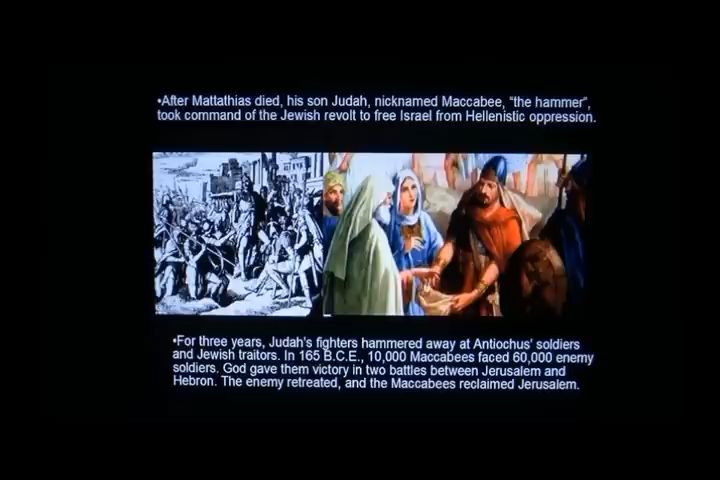 •After Mattathias died, his son Judah, nicknamed Maccabee, "the hammer",
took command of the Jewish revolt to free Israel from Hellenistic oppression.
•For three years, Judah's fighters hammered away at Antiochus' soldiers
and Jewish traitors. In 165 B.C.E., 10,000 Maccabees faced 60,000 enemy
soldiers. God gave them victory in two battles between Jerusalem and
Hebron. The enemy retreated, and the Maccabees reclaimed Jerusalem.